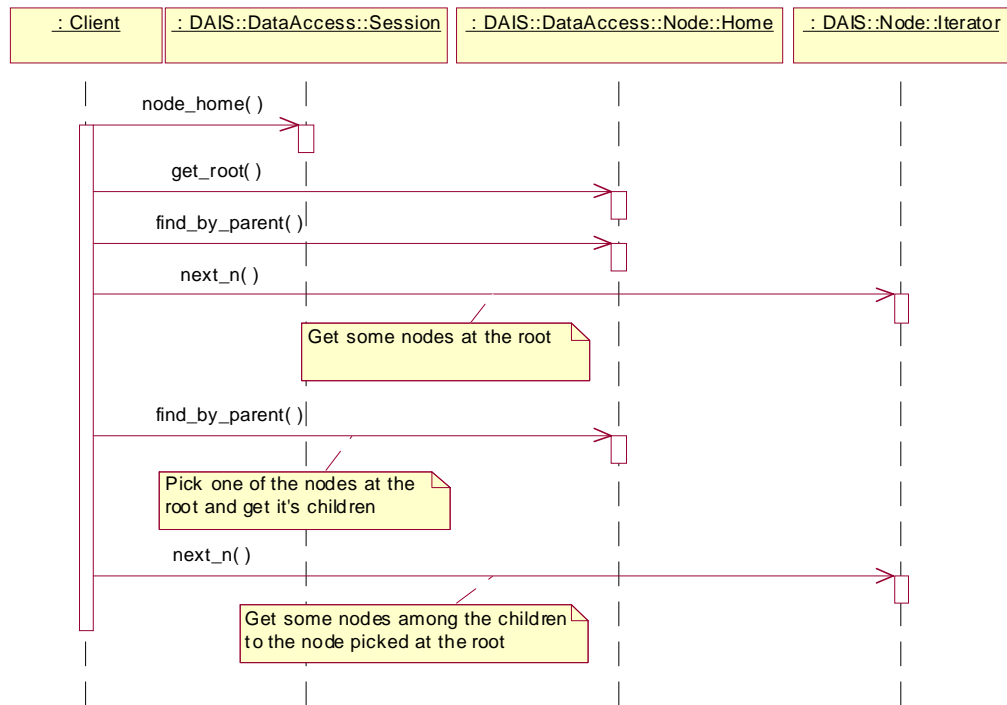 : Client
: DAIS::DataAccess::Session
: DAIS::DataAccess::Node::Home
: DAIS::Node::Iterator
node_home( )
get_root( )
find_by_parent( )
next_n( )
Get some nodes at the root
find_by_parent( )
Pick one of the nodes at the
root and get it's children
next_n( )
Get some nodes among the children
to the node picked at the root